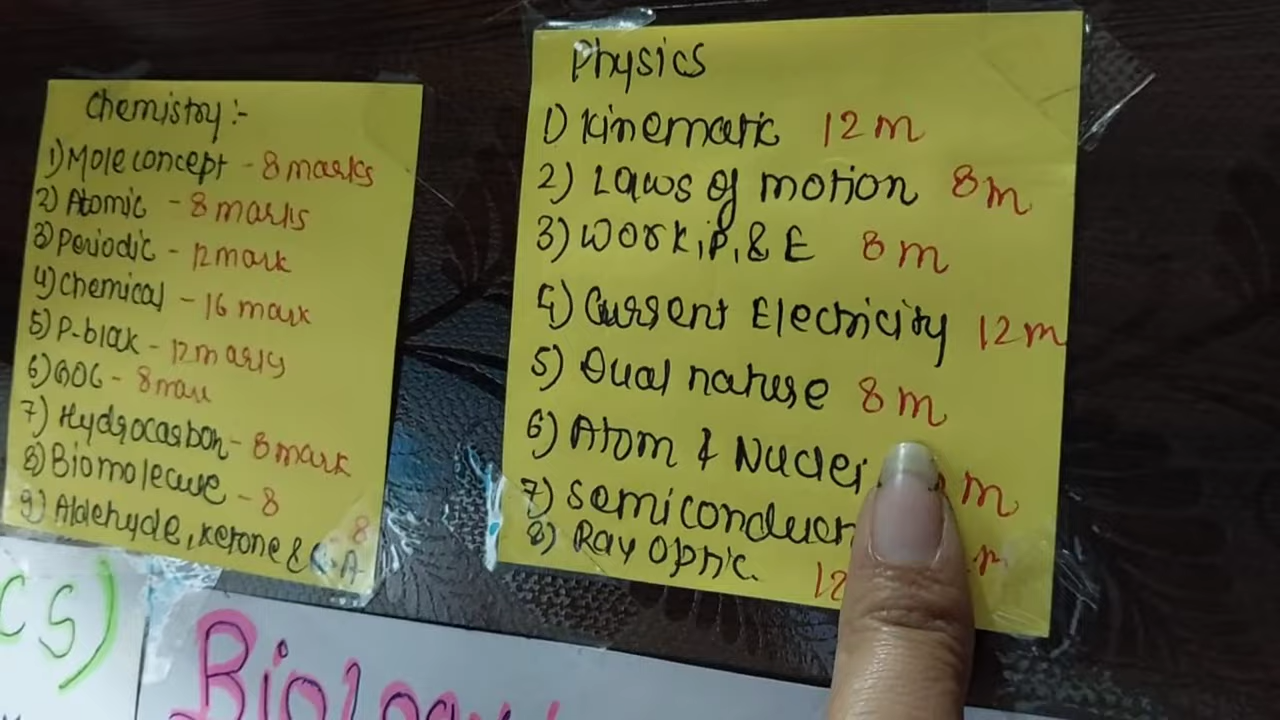 Chemistry:-
1) Mole concept - 8 marks
2) Atomic - 8 marks
3) Periodic - 12 mark
4) Chemical - 16 mark
5) P-blok - 12 marks
6) GOC - 8 mark
7) Hydrocarbon - 8 mark
8) Biomolecule - 8
9) Aldehyde, Ketone & C.A 8
Physics
1) Kinematic 12 m
2) Laws of motion 8 m
3) Work, P, & E 8 m
4) Current Electricity 12 m
5) Dual nature 8 m
6) Atom & Nuclei m
7)
8) Ray Optic. 12
CS)